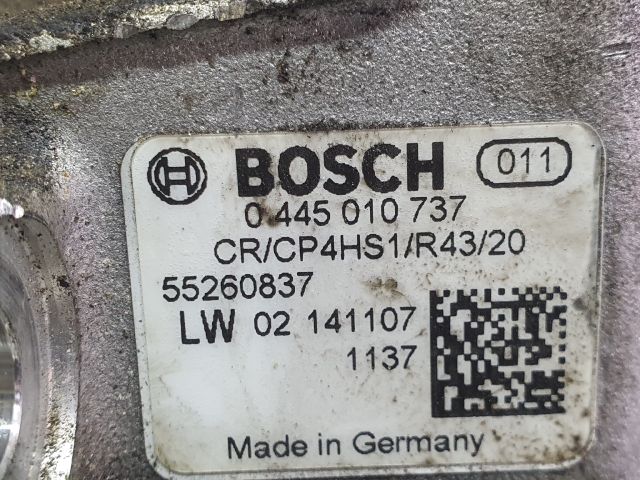 BOSCH 011
0 445 010 737
CR/CP4HS1/R43/20
55260837
LW 02 141107
1137
Made in Germany